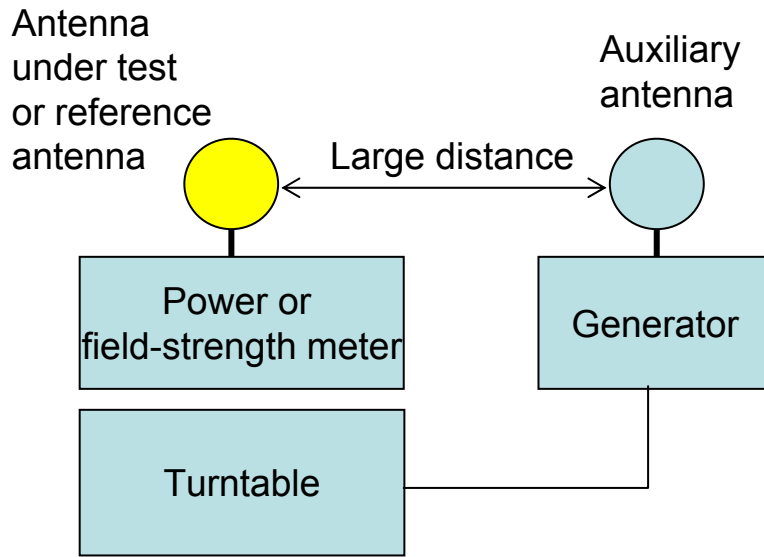 Antenna
under test
or reference
antenna
Auxiliary
antenna
Large distance
Power or
field-strength meter
Generator
Turntable